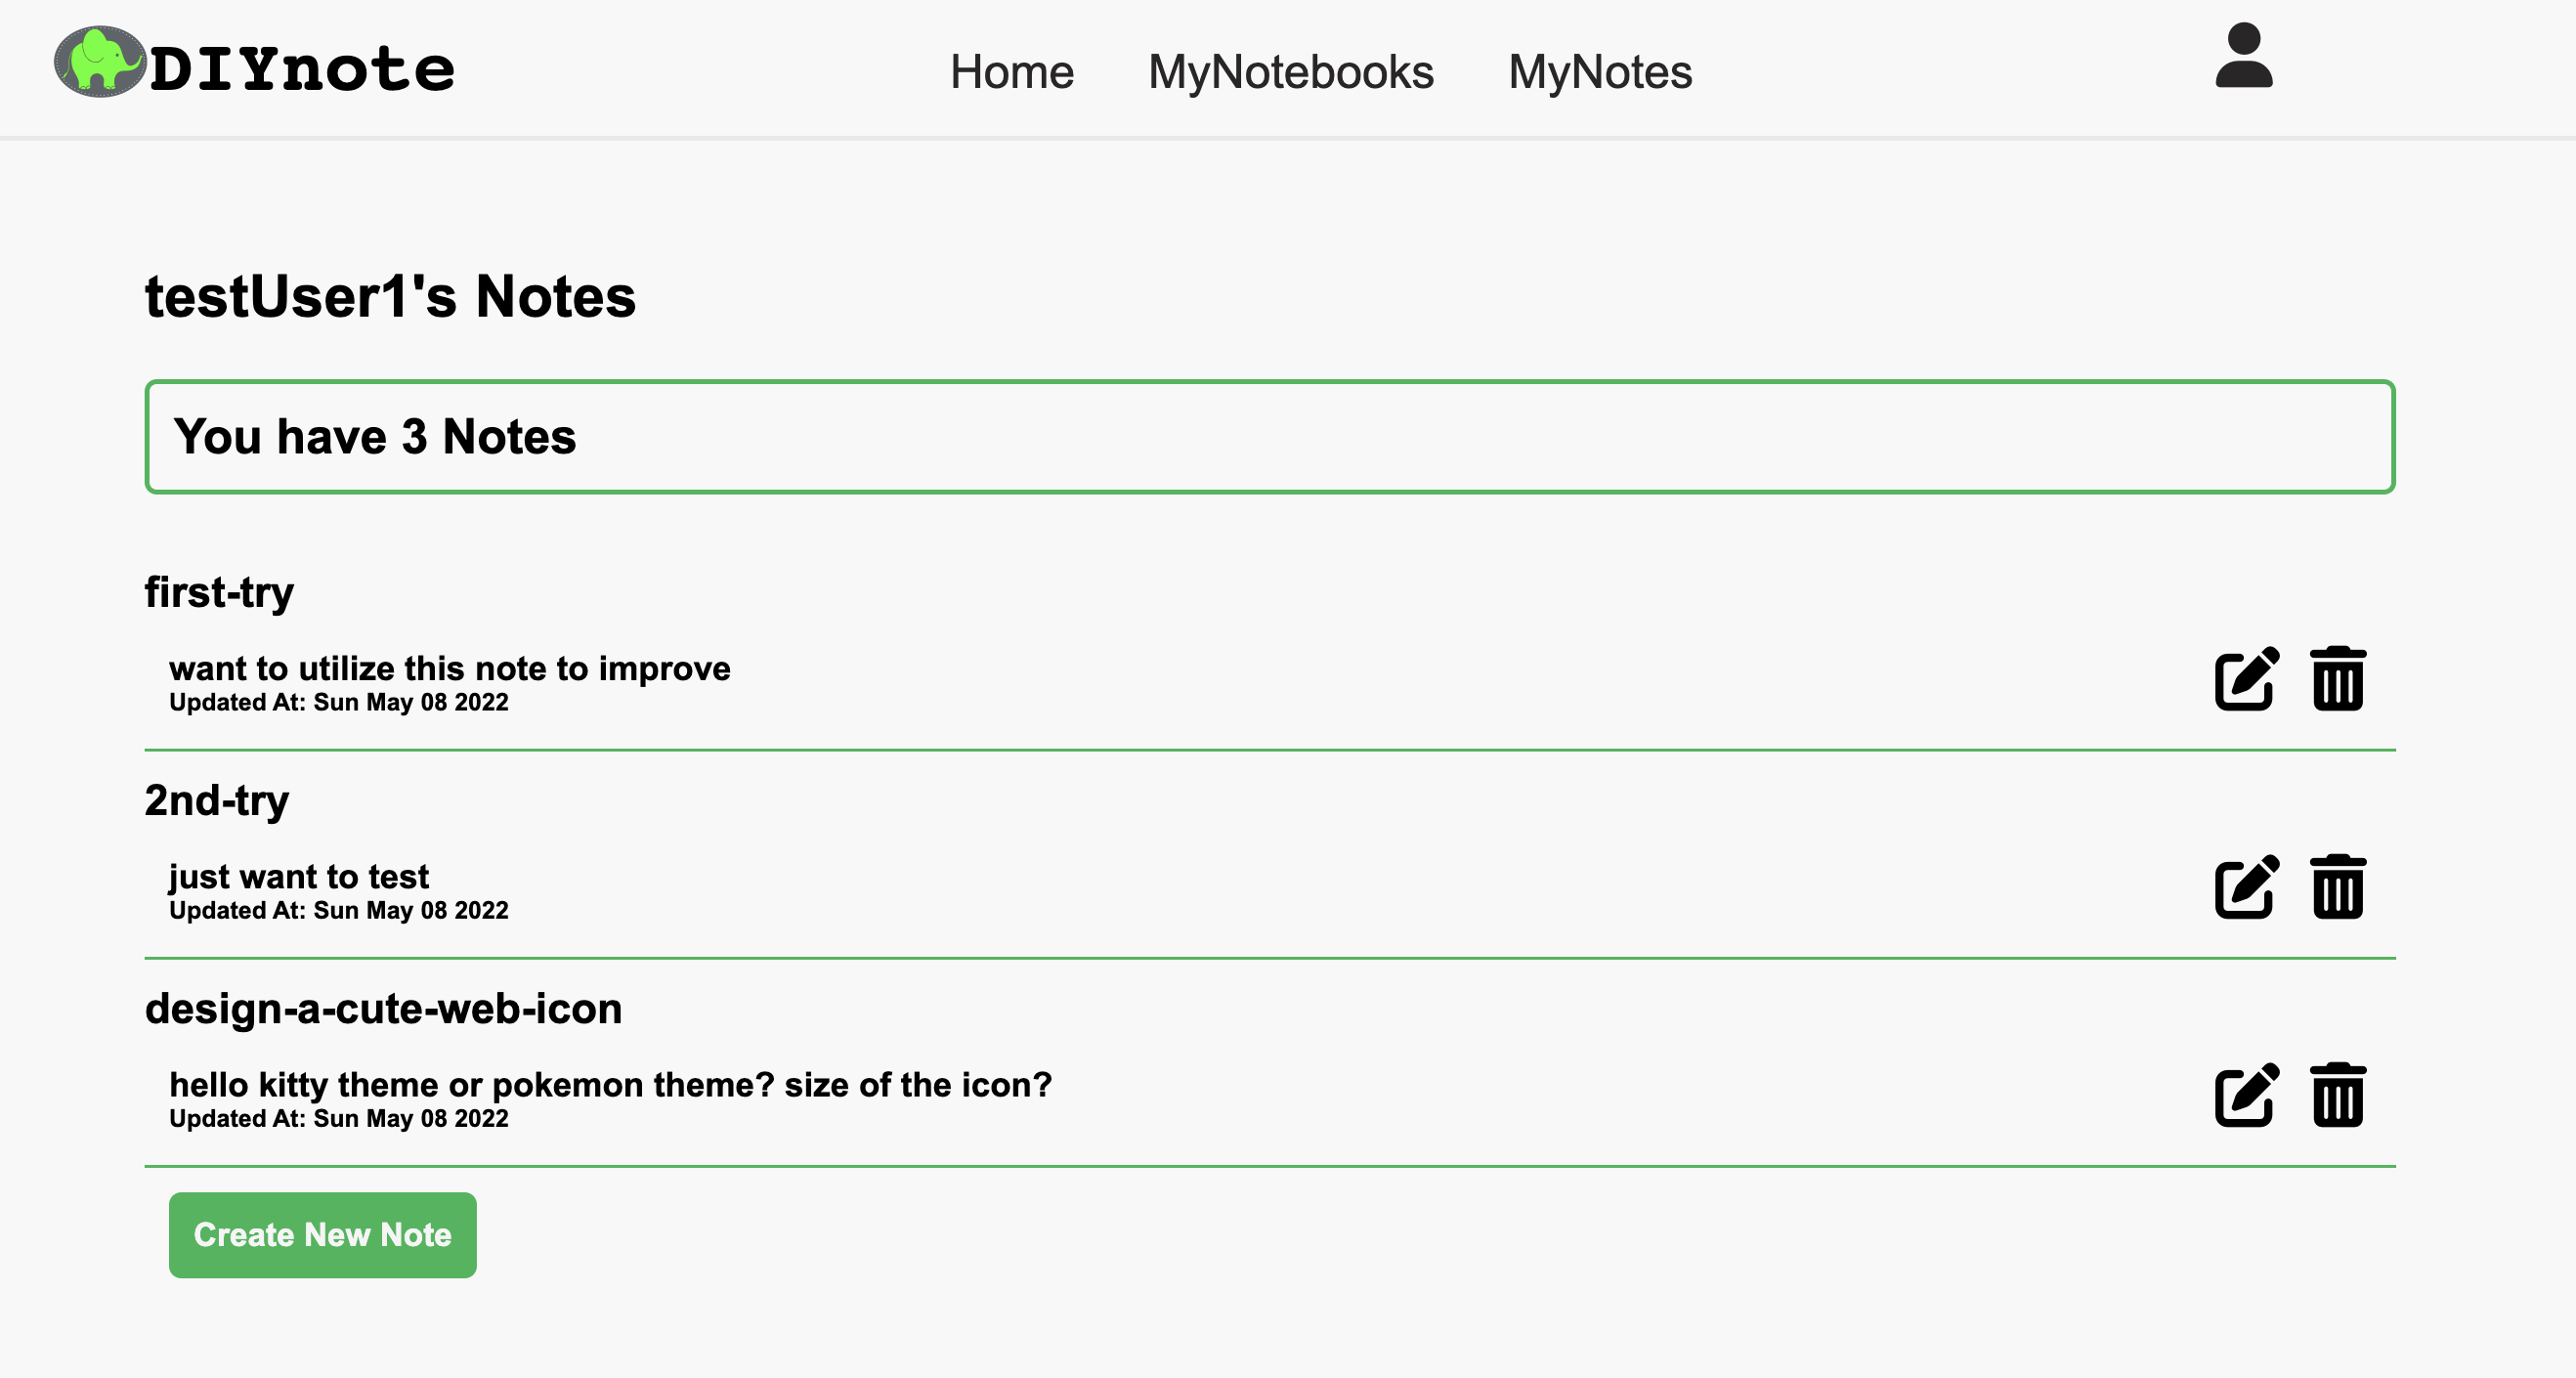 DIYnote
Home MyNotebooks MyNotes
testUser1's Notes
You have 3 Notes
first-try
want to utilize this note to improve
Updated At: Sun May 08 2022
2nd-try
just want to test
Updated At: Sun May 08 2022
design-a-cute-web-icon
hello kitty theme or pokemon theme? size of the icon?
Updated At: Sun May 08 2022
Create New Note